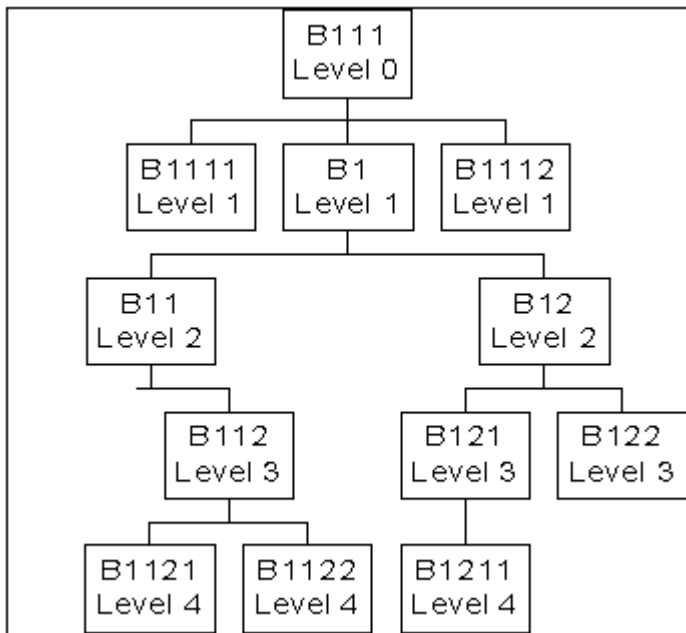 B111
Level 0
B1111
Level 1
B1
Level 1
B1112
Level 1
B11
Level 2
B12
Level 2
B112
Level 3
B121
Level 3
B122
Level 3
B1121
Level 4
B1122
Level 4
B1211
Level 4